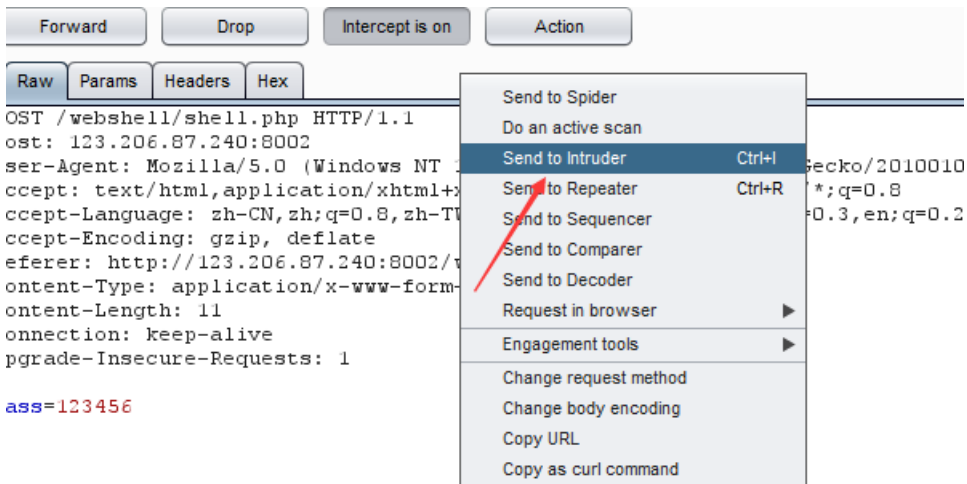 Forward Drop Intercept is on Action
Raw Params Headers Hex
OST /webshell/shell.php HTTP/1.1
ost: 123.206.87.240:8002
ser-Agent: Mozilla/5.0 (Windows NT Gecko/2010010
ccept: text/html,application/xhtml+x *;q=0.8
ccept-Language: zh-CN,zh;q=0.8,zh-TW =0.3,en;q=0.2
ccept-Encoding: gzip, deflate
eferer: http://123.206.87.240:8002/
ontent-Type: application/x-www-form-
ontent-Length: 11
onnection: keep-alive
pgrade-Insecure-Requests: 1
ass=123456
Send to Spider
Do an active scan
Send to Intruder Ctrl+I
Send to Repeater Ctrl+R
Send to Sequencer
Send to Comparer
Send to Decoder
Request in browser
Engagement tools
Change request method
Change body encoding
Copy URL
Copy as curl command